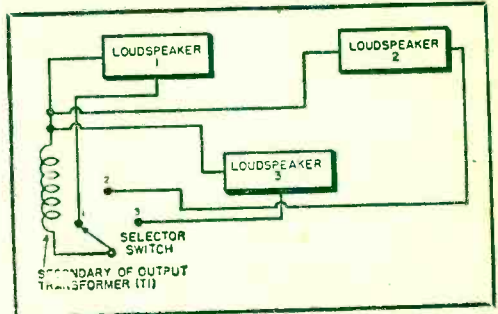 LOUDSPEAKER
1
LOUDSPEAKER
2
LOUDSPEAKER
3
2
1
3
SELECTOR
SWITCH
SECONDARY OF OUTPUT
TRANSFORMER (T1)